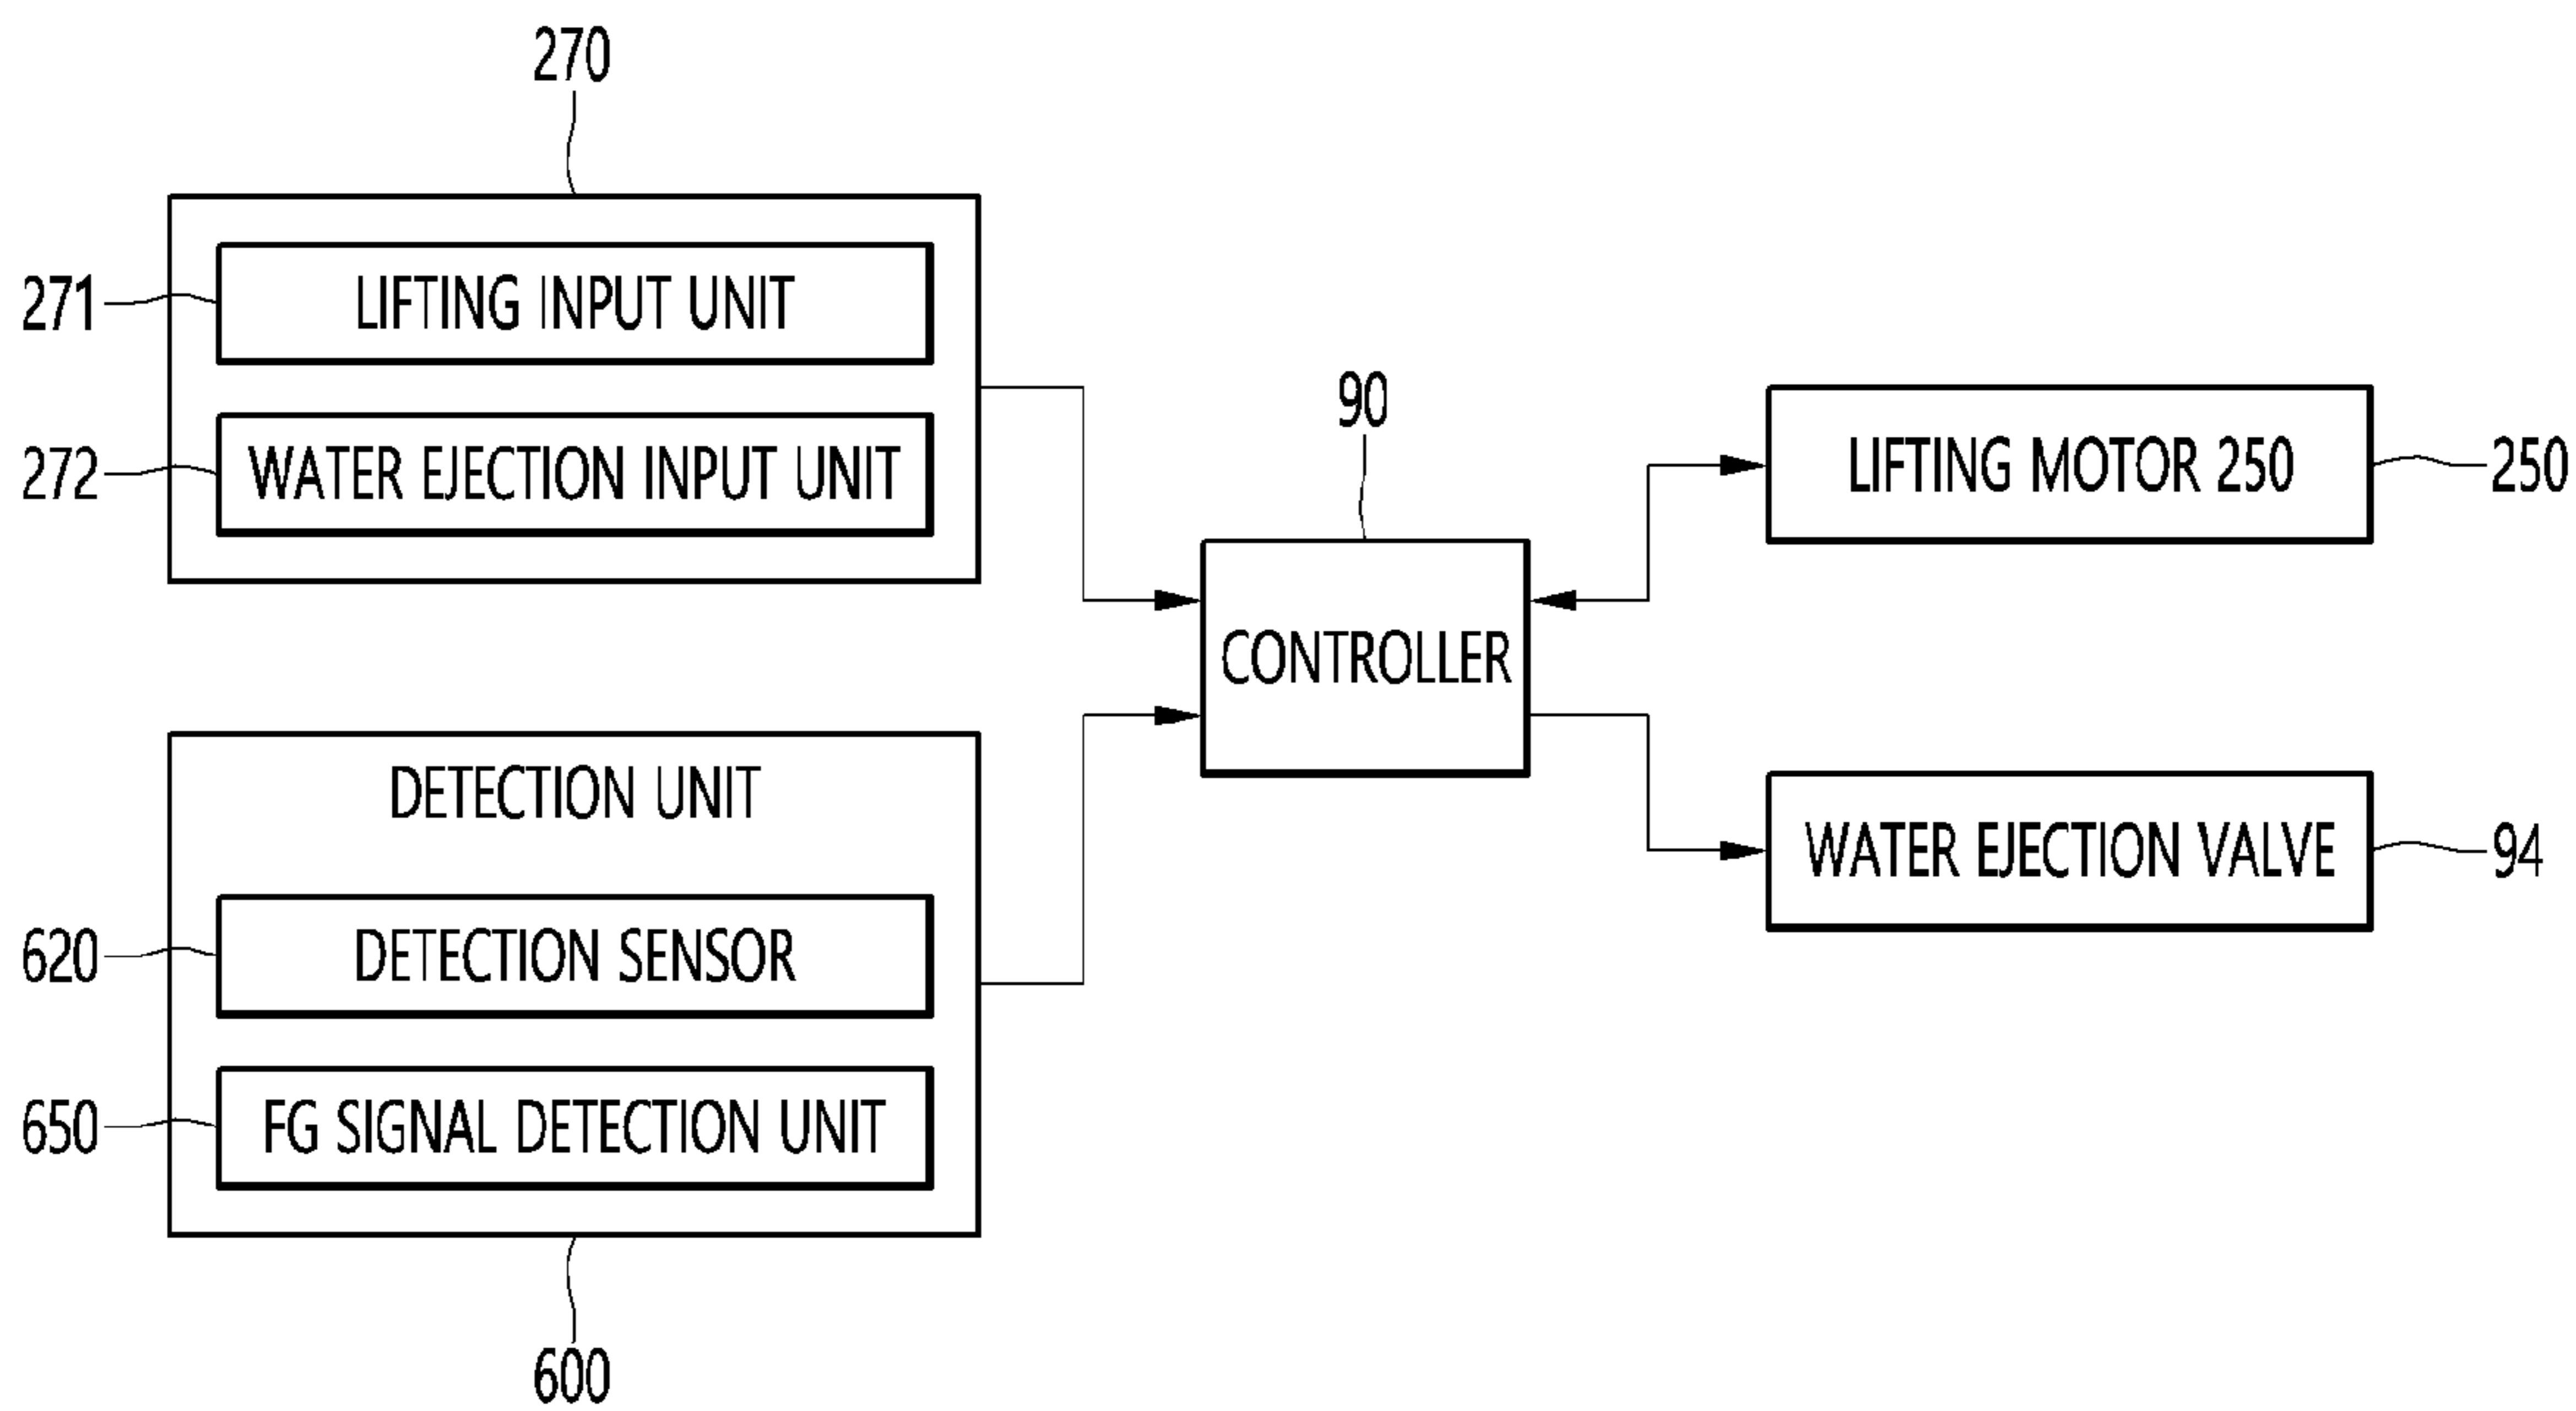 270
271
LIFTING INPUT UNIT
272
WATER EJECTION INPUT UNIT
90
CONTROLLER
LIFTING MOTOR 250
250
WATER EJECTION VALVE
94
DETECTION UNIT
620
DETECTION SENSOR
650
FG SIGNAL DETECTION UNIT
600